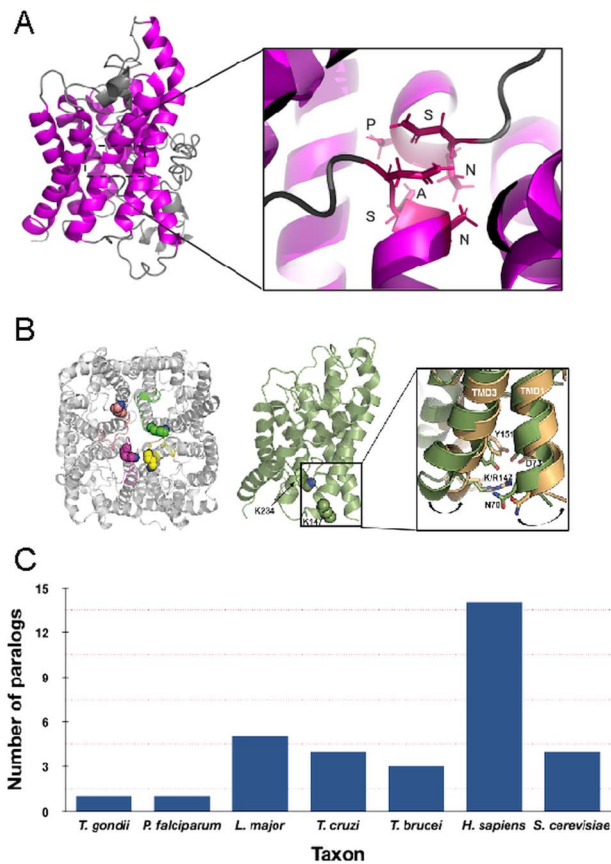 A
P
S
N
A
S
N
B
K234
K147
TMD3
TMD1
Y151
D73
K/R147
N70
C
Number of paralogs
15
12
9
6
3
0
T. gondii P. falciparum L. major T. cruzi T. brucei H. sapiens S. cerevisiae
Taxon